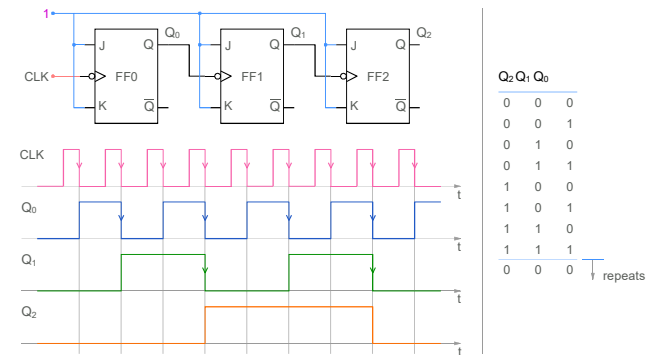 1
Q₀ Q₁ Q₂
J Q J Q J Q
CLK FF0 FF1 FF2
K Q̅ K Q̅ K Q̅
CLK
t
Q₀
t
Q₁
t
Q₂
t
Q₂ Q₁ Q₀
0 0 0
0 0 1
0 1 0
0 1 1
1 0 0
1 0 1
1 1 0
1 1 1
0 0 0
repeats